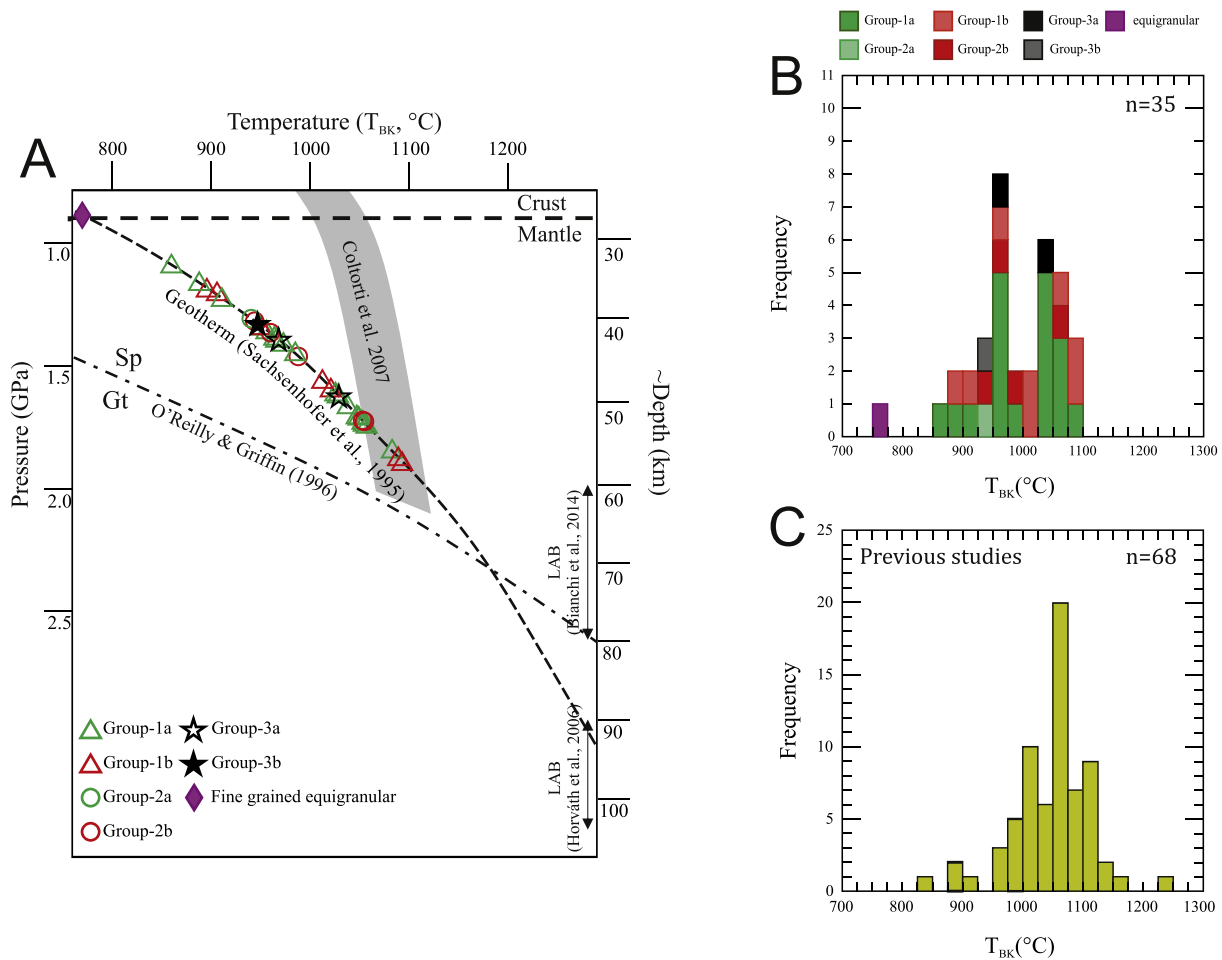 A
Temperature (TBK, °C)
800 900 1000 1100 1200
Crust
Mantle
Pressure (GPa)
1.0
1.5
2.0
2.5
~Depth (km)
30
40
50
60
70
80
90
100
Coltorti et al. 2007
Geotherm (Sachsenhofer et al., 1995)
Sp
Gt
O'Reilly & Griffin (1996)
LAB
(Bianchi et al., 2014)
LAB
(Horváth et al., 2006)
Group-1a
Group-1b
Group-2a
Group-2b
Group-3a
Group-3b
Fine grained equigranular
Group-1a Group-1b Group-3a equigranular
Group-2a Group-2b Group-3b
B
n=35
Frequency
11
10
9
8
7
6
5
4
3
2
1
0
700 800 900 1000 1100 1200 1300
TBK(°C)
C
Previous studies n=68
Frequency
25
20
15
10
5
0
700 800 900 1000 1100 1200 1300
TBK(°C)